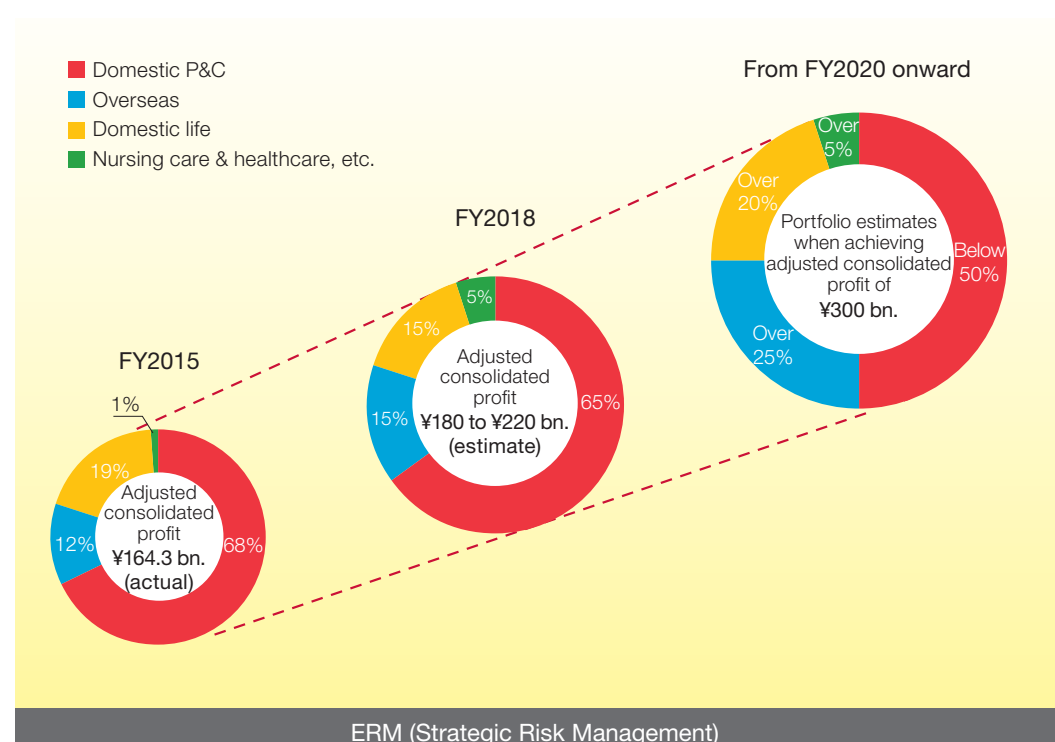 Domestic P&C
Overseas
Domestic life
Nursing care & healthcare, etc.
FY2015
1%
19%
12%
68%
Adjusted
consolidated
profit
¥164.3 bn.
(actual)
FY2018
5%
15%
15%
65%
Adjusted
consolidated
profit
¥180 to ¥220 bn.
(estimate)
From FY2020 onward
Over
5%
Over
20%
Over
25%
Below
50%
Portfolio estimates
when achieving
adjusted consolidated
profit of
¥300 bn.
ERM (Strategic Risk Management)